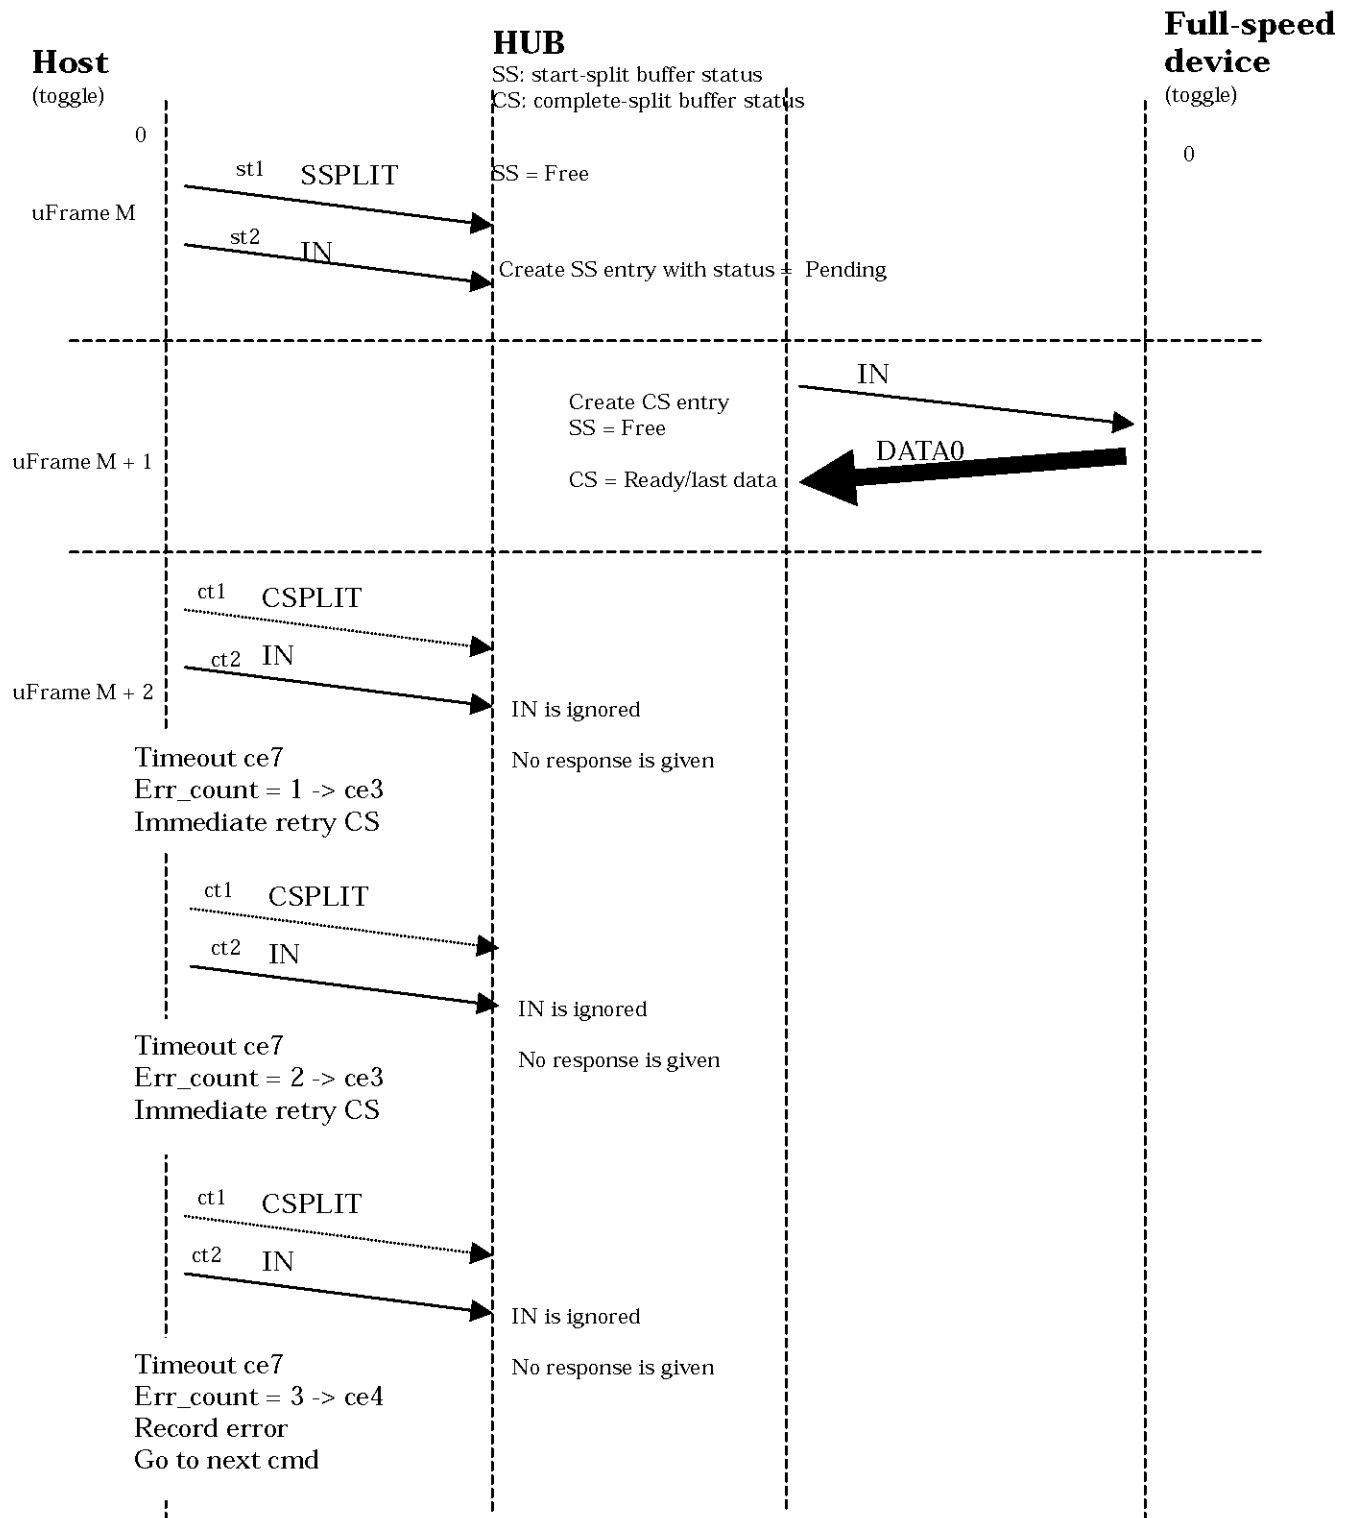 Full-speed
device
(toggle)
HUB
SS: start-split buffer status
CS: complete-split buffer status
Host
(toggle)
0
0
st1 SSPLIT
SS = Free
uFrame M
st2 IN
Create SS entry with status = Pending
IN
Create CS entry
SS = Free
DATA0
uFrame M + 1
CS = Ready/last data
ct1 CSPLIT
ct2 IN
uFrame M + 2
IN is ignored
No response is given
Timeout ce7
Err_count = 1 -> ce3
Immediate retry CS
ct1 CSPLIT
ct2 IN
IN is ignored
No response is given
Timeout ce7
Err_count = 2 -> ce3
Immediate retry CS
ct1 CSPLIT
ct2 IN
IN is ignored
No response is given
Timeout ce7
Err_count = 3 -> ce4
Record error
Go to next cmd